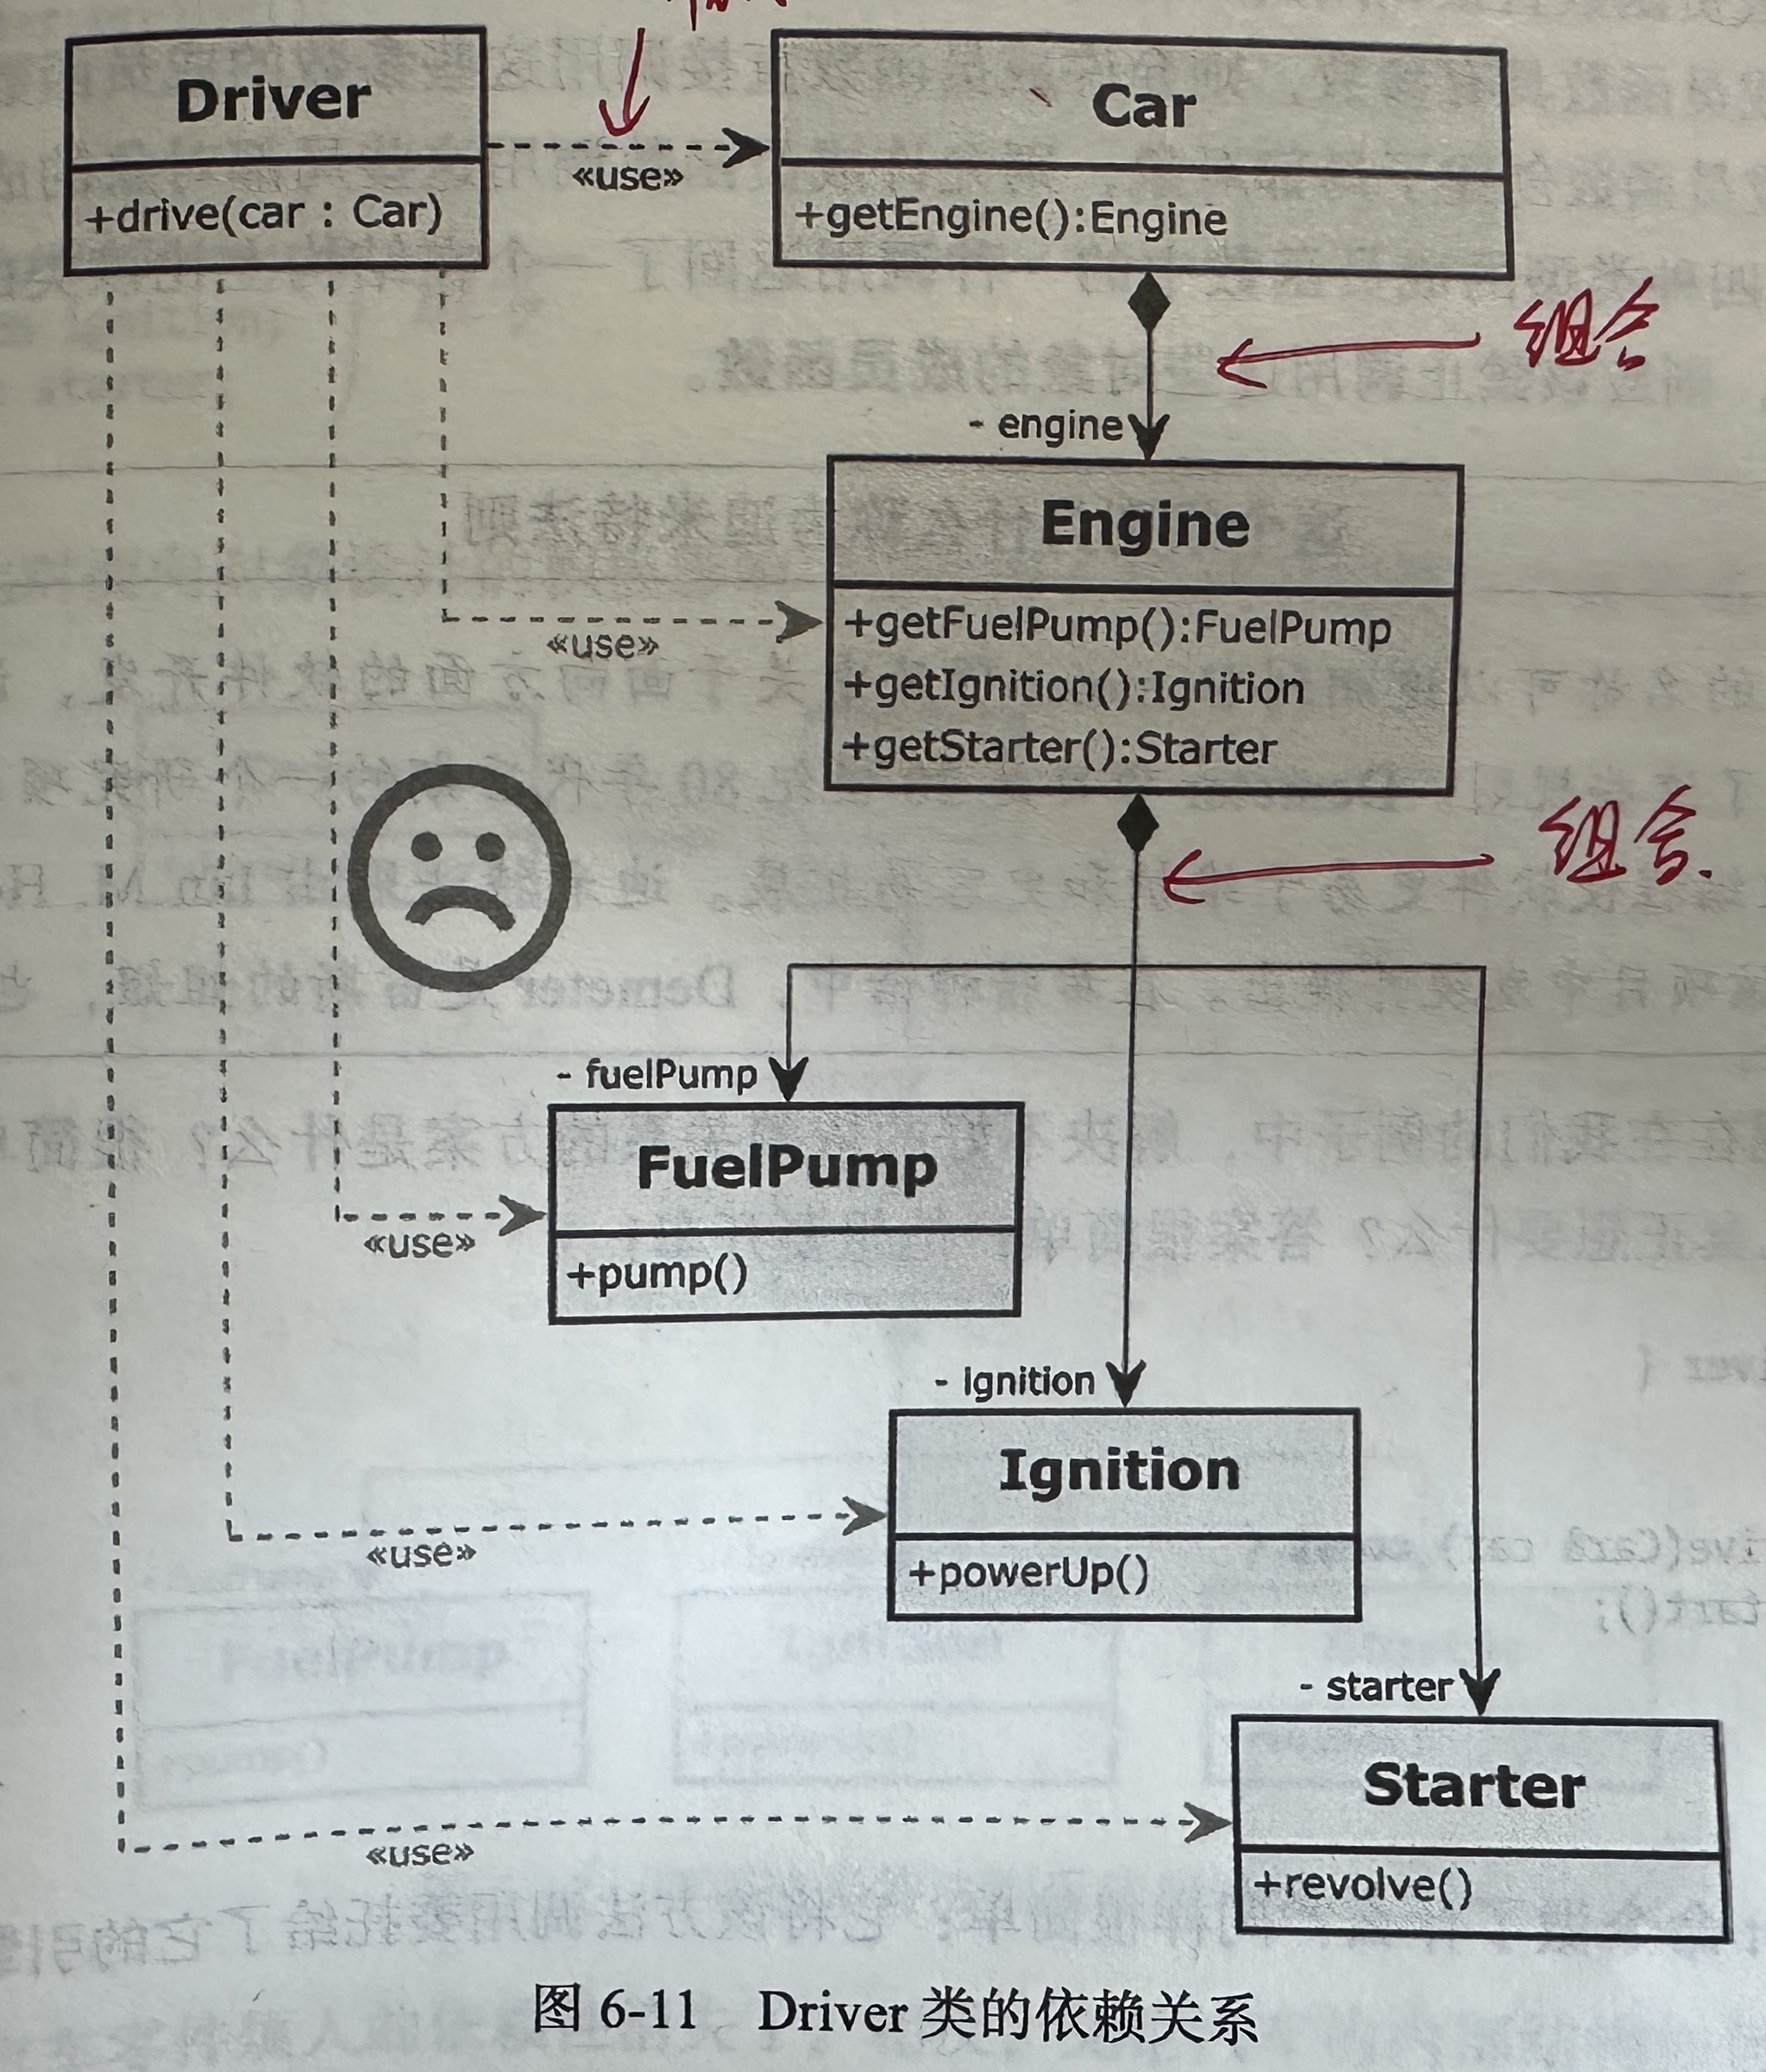 Driver
+drive(car : Car)
«use»
Car
+getEngine():Engine
组合
- engine
Engine
+getFuelPump():FuelPump
+getIgnition():Ignition
+getStarter():Starter
«use»
组合.
- fuelPump
FuelPump
+pump()
«use»
- Ignition
Ignition
+powerUp()
«use»
- starter
Starter
+revolve()
«use»
图 6-11 Driver 类的依赖关系